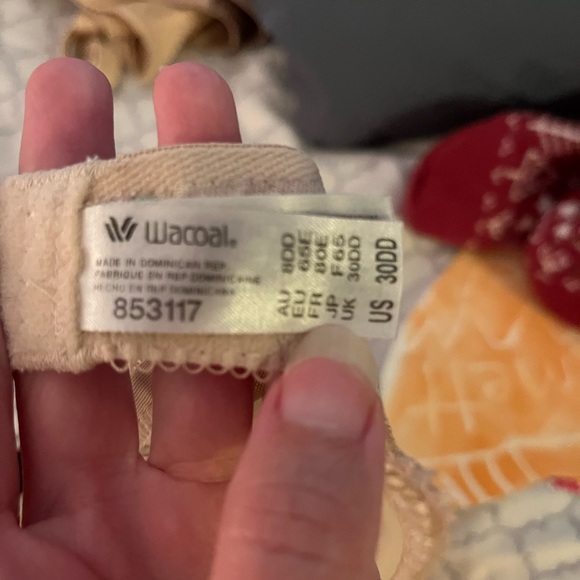 Wacoal®
MADE IN DOMINICAN REP.
FABRIQUE EN REP DOMINICAINE
HECHO EN REP DOMINICANA
853117
AU 8DD
EU 65E
FR 80E
JP F65
UK 30DD
US 30DD